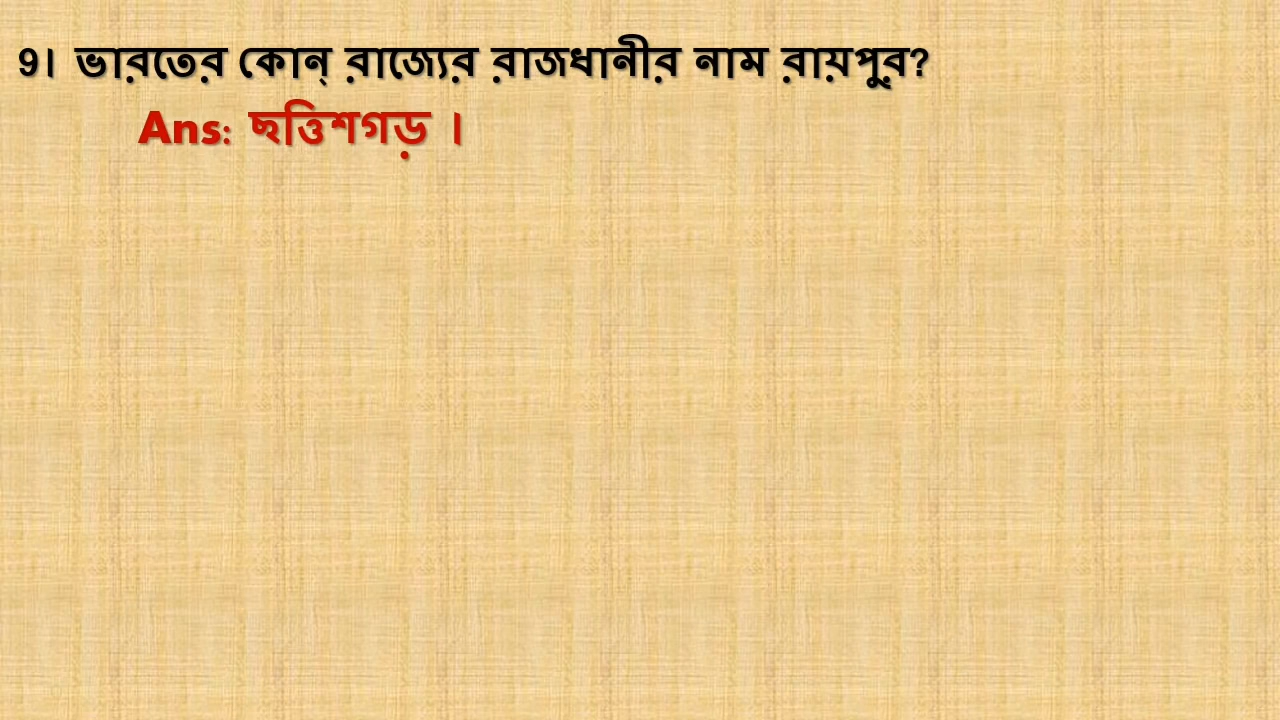 9। ভারতের কোন্ রাজ্যের রাজধানীর নাম রায়পুর?
Ans: ছত্তিশগড় ।